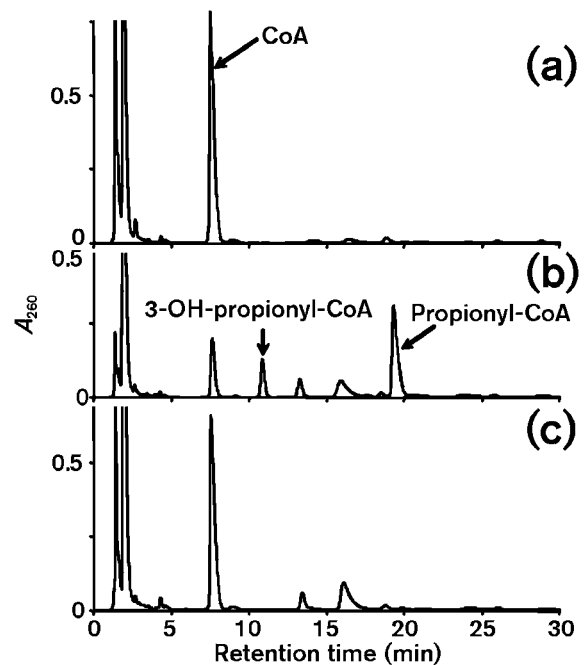 CoA
(a)
0.5
0
0.5
(b)
3-OH-propionyl-CoA
Propionyl-CoA
A260
0
(c)
0.5
0
0 5 10 15 20 25 30
Retention time (min)